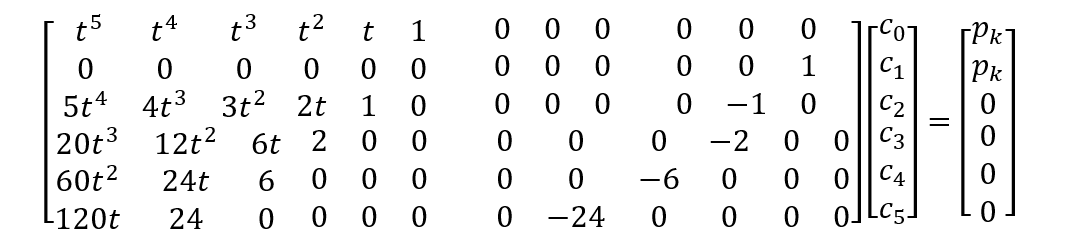 t⁵ t⁴ t³ t² t 1 0 0 0 0 0 0 c₀ pₖ
0 0 0 0 0 0 0 0 0 0 0 1 c₁ pₖ
5t⁴ 4t³ 3t² 2t 1 0 0 0 0 0 −1 0 c₂ = 0
20t³ 12t² 6t 2 0 0 0 0 0 −2 0 0 c₃ 0
60t² 24t 6 0 0 0 0 0 −6 0 0 0 c₄ 0
120t 24 0 0 0 0 0 −24 0 0 0 0 c₅ 0